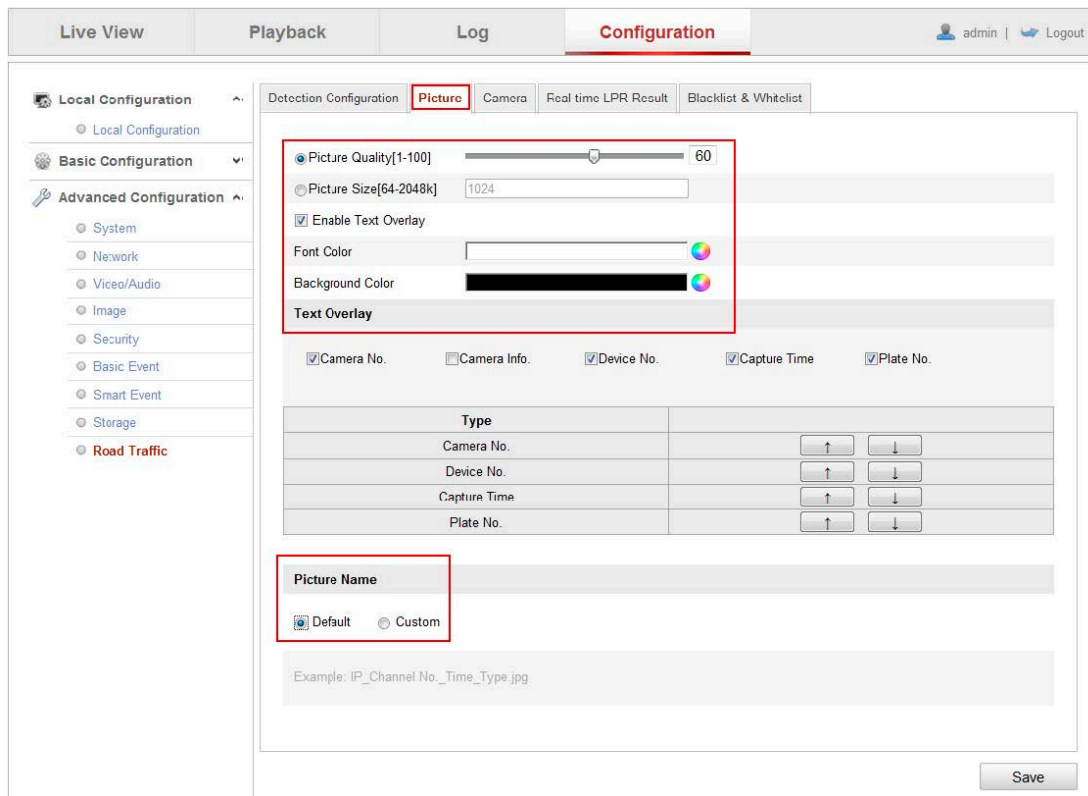 Live View Playback Log Configuration admin | Logout
Local Configuration
Local Configuration
Basic Configuration
Advanced Configuration
System
Network
Video/Audio
Image
Security
Basic Event
Smart Event
Storage
Road Traffic
Detection Configuration Picture Camera Real time LPR Result Blacklist & Whitelist
Picture Quality[1-100] 60
Picture Size[64-2048k] 1024
Enable Text Overlay
Font Color
Background Color
Text Overlay
Camera No. Camera Info. Device No. Capture Time Plate No.
Type
Camera No. ↑ ↓
Device No. ↑ ↓
Capture Time ↑ ↓
Plate No. ↑ ↓
Picture Name
Default Custom
Example: IP_Channel No._Time_Type.jpg
Save